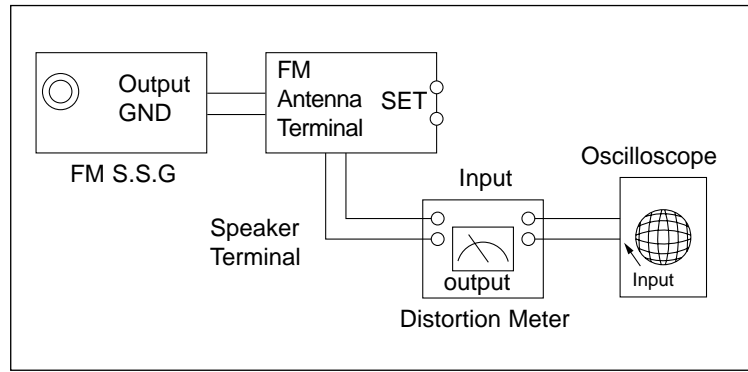 Output
GND
FM S.S.G
FM
Antenna
Terminal
SET
Speaker
Terminal
Input
output
Distortion Meter
Oscilloscope
Input